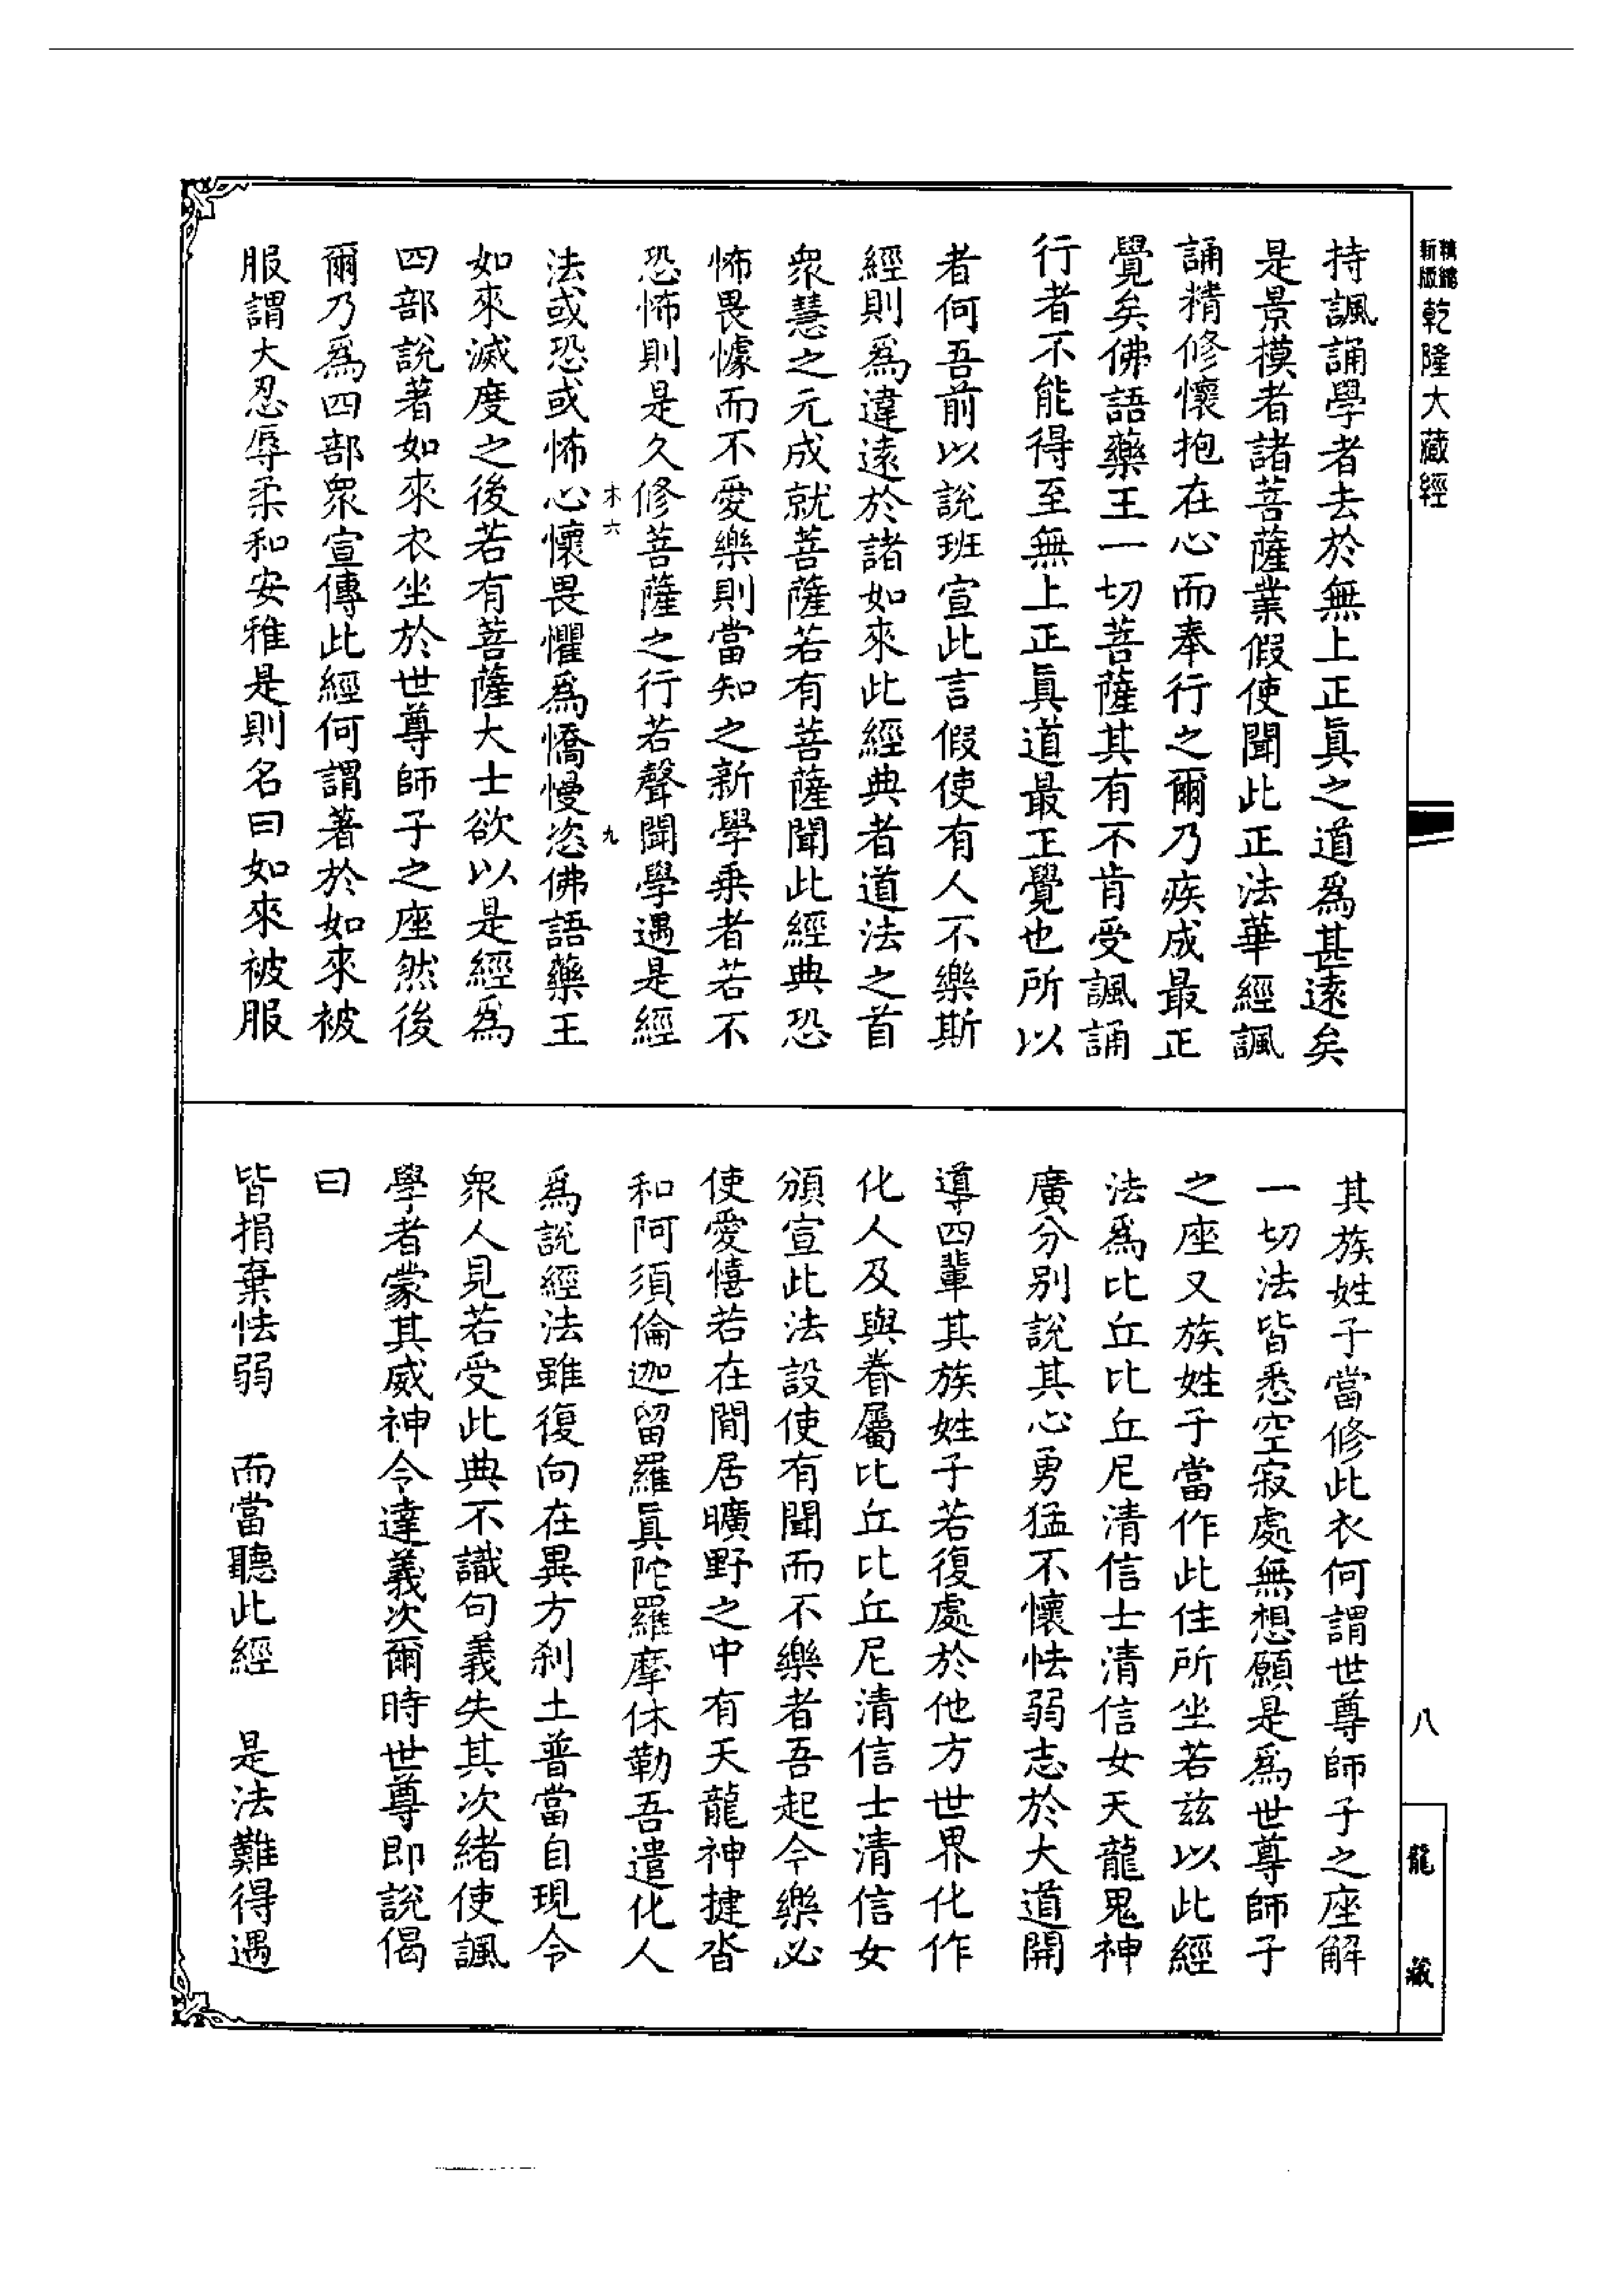 精縮新版乾隆大藏經
持諷誦學者去於無上正眞之道爲甚遠矣
是景摸者諸菩薩業假使聞此正法華經諷
誦精修懷抱在心而奉行之爾乃疾成最正
覺矣佛語藥王一切菩薩其有不肯受諷誦
行者不能得至無上正眞道最正覺也所以
者何吾前以說班宣此言假使有人不樂斯
經則爲違遠於諸如來此經典者道法之首
衆慧之元成就菩薩若有菩薩聞此經典恐
怖畏懅而不愛樂則當知之新學乗者若不
恐怖則是久修菩薩之行若聲聞學遇是經
木六 九
法或恐或怖心懷畏懼爲憍慢恣佛語藥王
如來滅度之後若有菩薩大士欲以是經爲
四部說著如來衣坐於世尊師子之座然後
爾乃爲四部衆宣傳此經何謂著於如來被
服謂大忍辱柔和安雅是則名曰如來被服
其族姓子當修此衣何謂世尊師子之座解
一切法皆悉空寂處無想願是爲世尊師子
之座又族姓子當作此住所坐若兹以此經
法爲比丘比丘尼清信士清信女天龍鬼神
廣分别說其心勇猛不懷怯弱志於大道開
導四輩其族姓子若復處於他方世界化作
化人及與眷屬比丘比丘尼清信士清信女
頒宣此法設使有聞而不樂者吾起令樂必
使愛憙若在閒居曠野之中有天龍神揵沓
和阿須倫迦留羅眞陀羅摩休勒吾遣化人
爲說經法雖復向在異方刹土普當自現令
衆人見若受此典不識句義失其次緒使諷
學者蒙其威神令達義次爾時世尊即說偈
曰
皆捐棄怯弱　而當聽此經　是法難得遇
八
龍藏